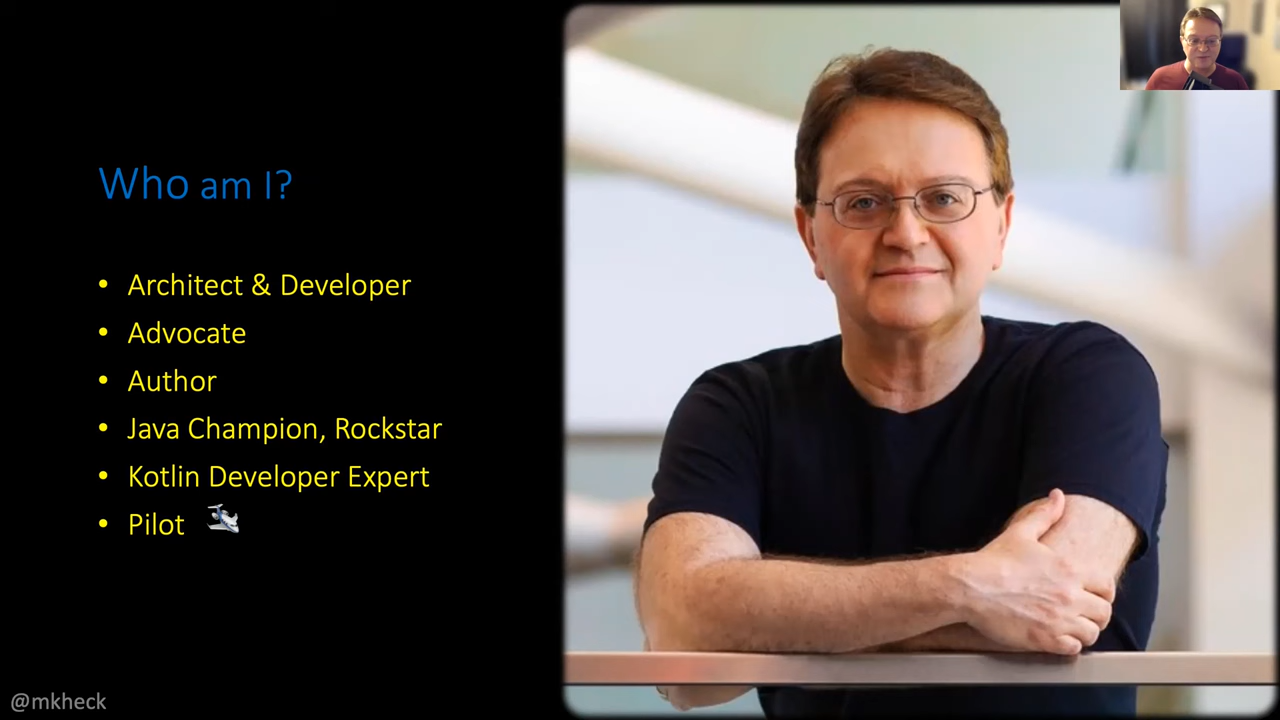 Who am I?
• Architect & Developer
• Advocate
• Author
• Java Champion, Rockstar
• Kotlin Developer Expert
• Pilot
@mkheck